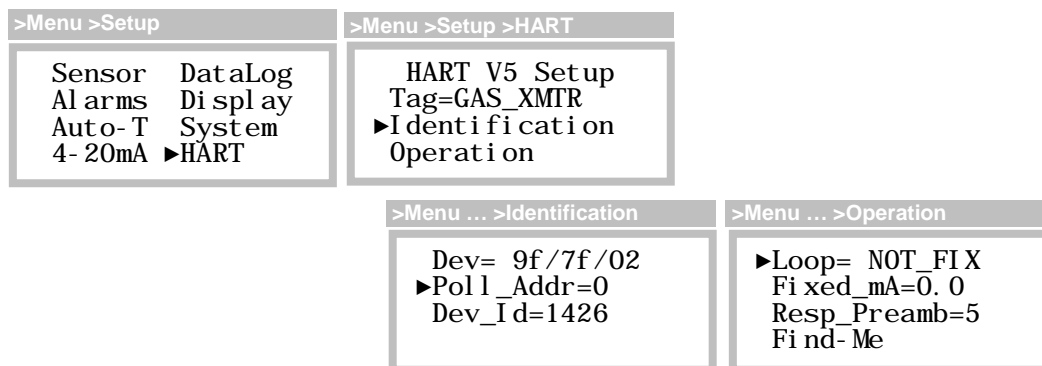 >Menu >Setup
Sensor DataLog
Alarms Display
Auto-T System
4-20mA ►HART
>Menu >Setup >HART
HART V5 Setup
Tag=GAS_XMTR
►Identification
Operation
>Menu ... >Identification
Dev= 9f/7f/02
►Poll_Addr=0
Dev_Id=1426
>Menu ... >Operation
►Loop= NOT_FIX
Fixed_mA=0.0
Resp_Preamb=5
Find-Me